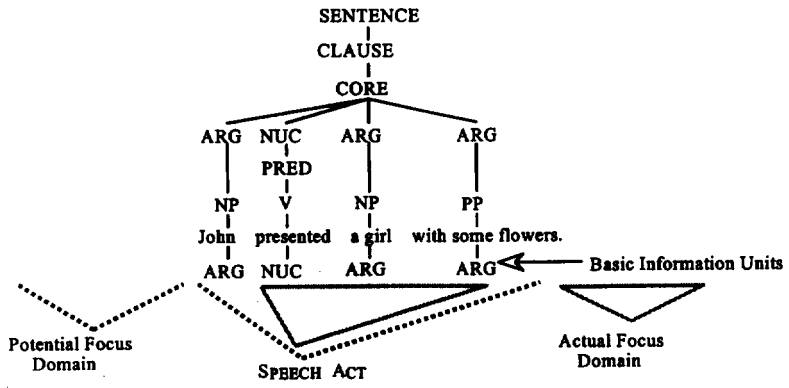 SENTENCE
CLAUSE
CORE
ARG NUC ARG ARG
PRED
NP V NP PP
John presented a girl with some flowers.
ARG NUC ARG ARG Basic Information Units
Potential Focus
Domain
SPEECH ACT
Actual Focus
Domain